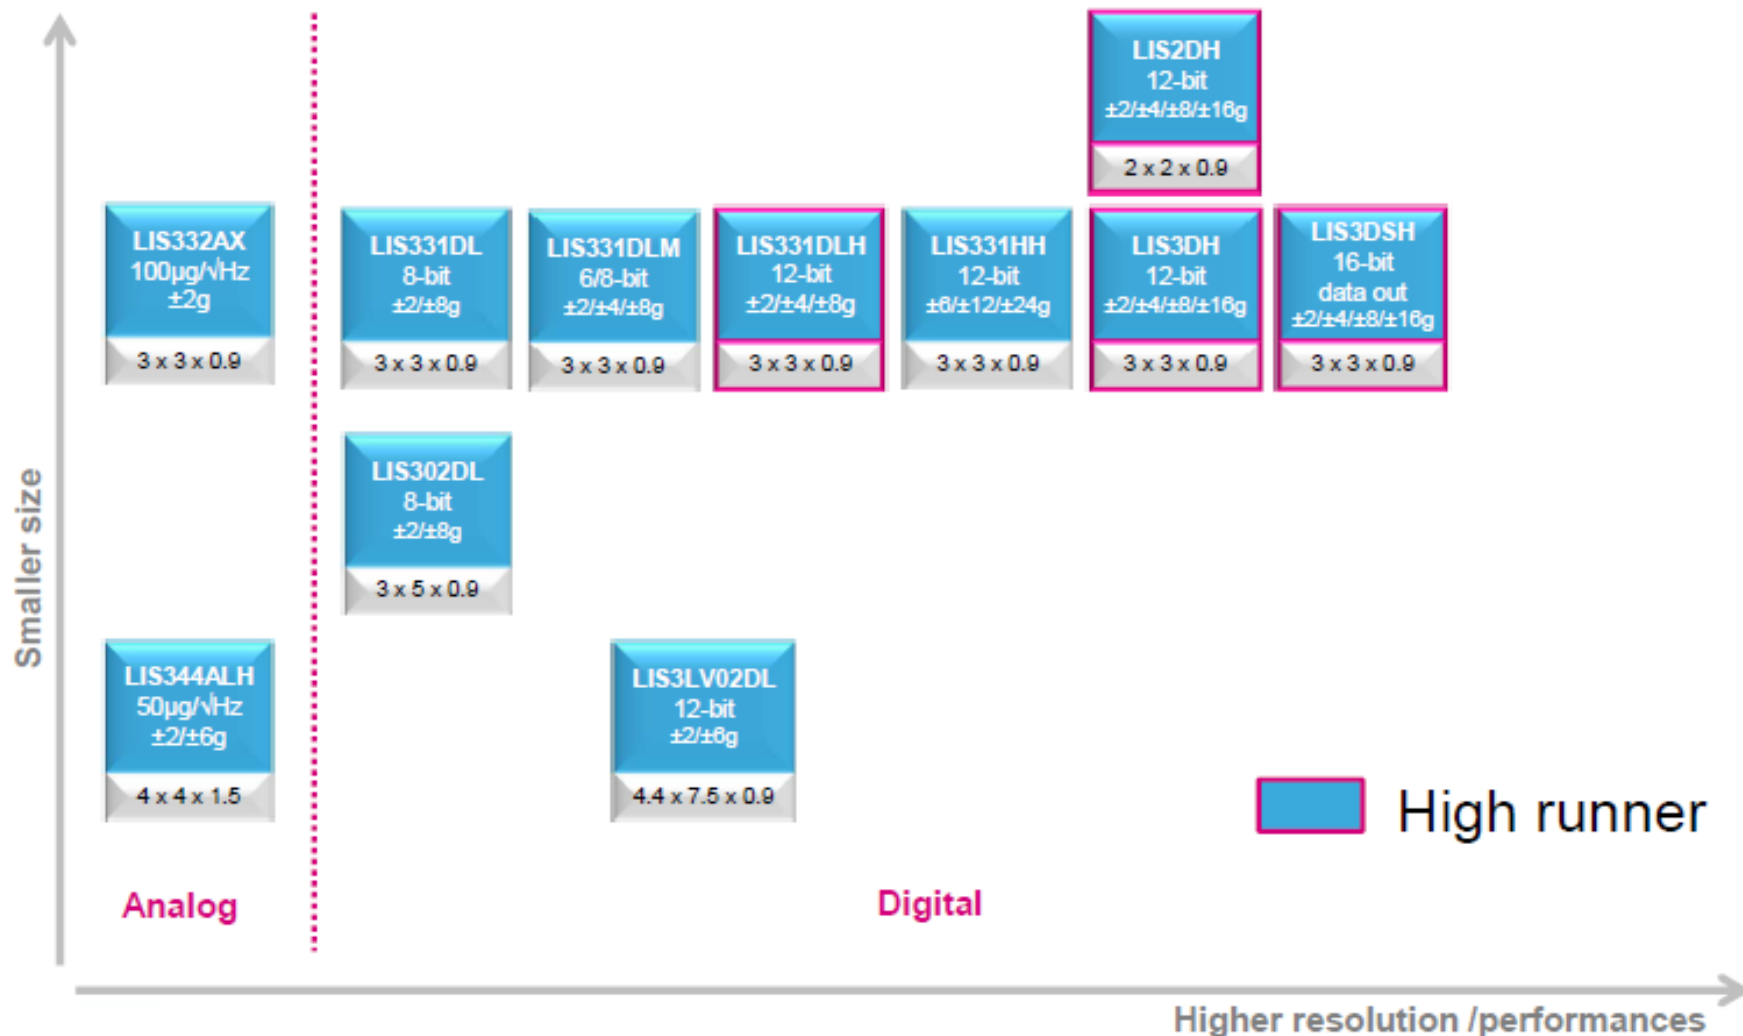 LIS2DH
12-bit
±2/±4/±8/±16g
2 x 2 x 0.9
LIS332AX
100µg/√Hz
±2g
3 x 3 x 0.9
LIS331DL
8-bit
±2/±8g
3 x 3 x 0.9
LIS331DLM
6/8-bit
±2/±4/±8g
3 x 3 x 0.9
LIS331DLH
12-bit
±2/±4/±8g
3 x 3 x 0.9
LIS331HH
12-bit
±6/±12/±24g
3 x 3 x 0.9
LIS3DH
12-bit
±2/±4/±8/±16g
3 x 3 x 0.9
LIS3DSH
16-bit
data out
±2/±4/±8/±16g
3 x 3 x 0.9
LIS302DL
8-bit
±2/±8g
3 x 5 x 0.9
Smaller size
LIS344ALH
50µg/√Hz
±2/±6g
4 x 4 x 1.5
LIS3LV02DL
12-bit
±2/±6g
4.4 x 7.5 x 0.9
High runner
Analog
Digital
Higher resolution /performances